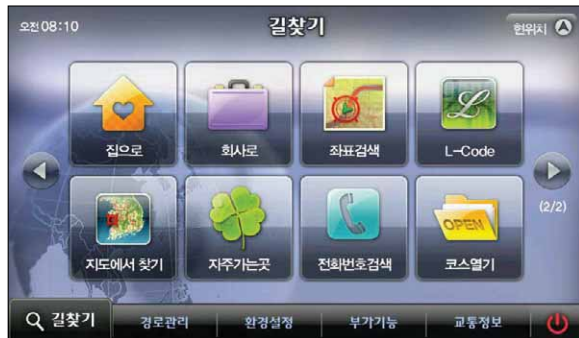 오전 08:10
길찾기
현위치
집으로
회사로
좌표검색
L-Code
지도에서 찾기
자주가는곳
OPEN
전화번호검색
코스열기
(2/2)
길찾기
경로관리
환경설정
부가기능
교통정보